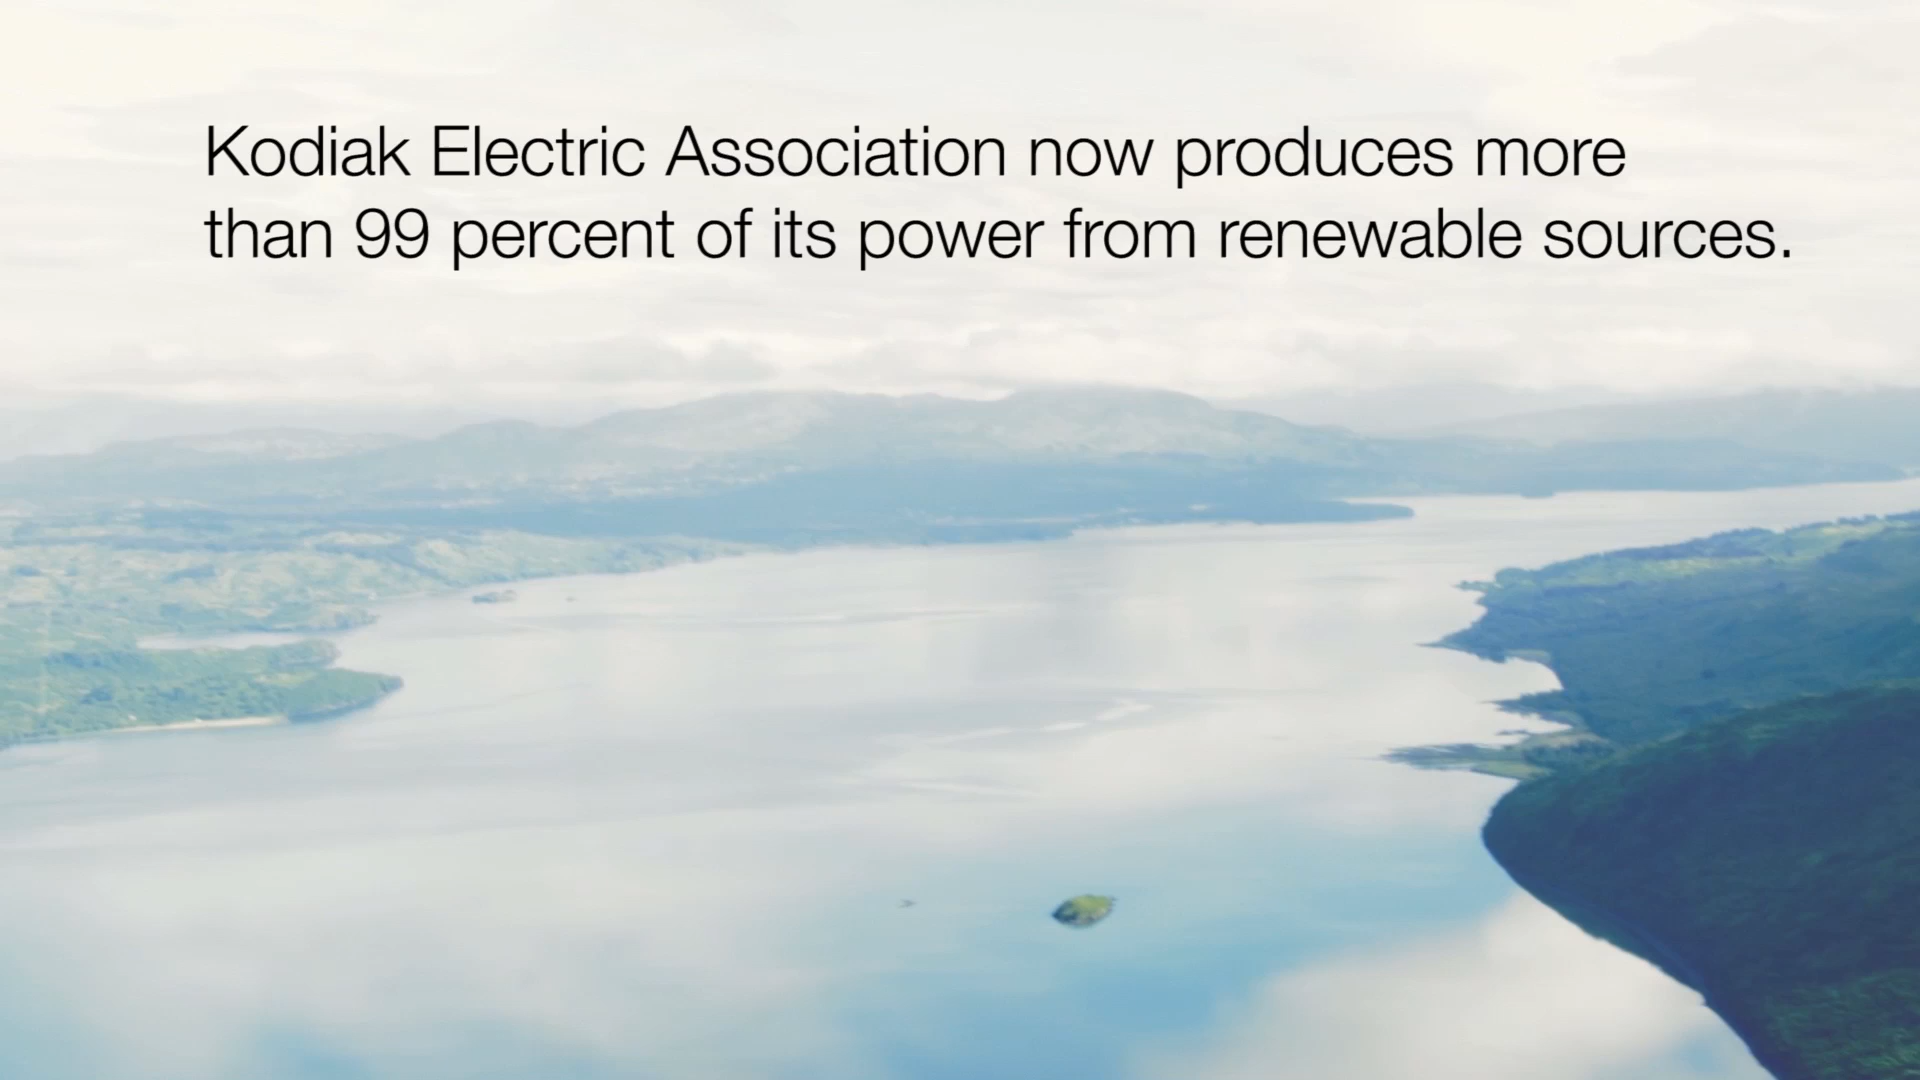 Kodiak Electric Association now produces more
than 99 percent of its power from renewable sources.